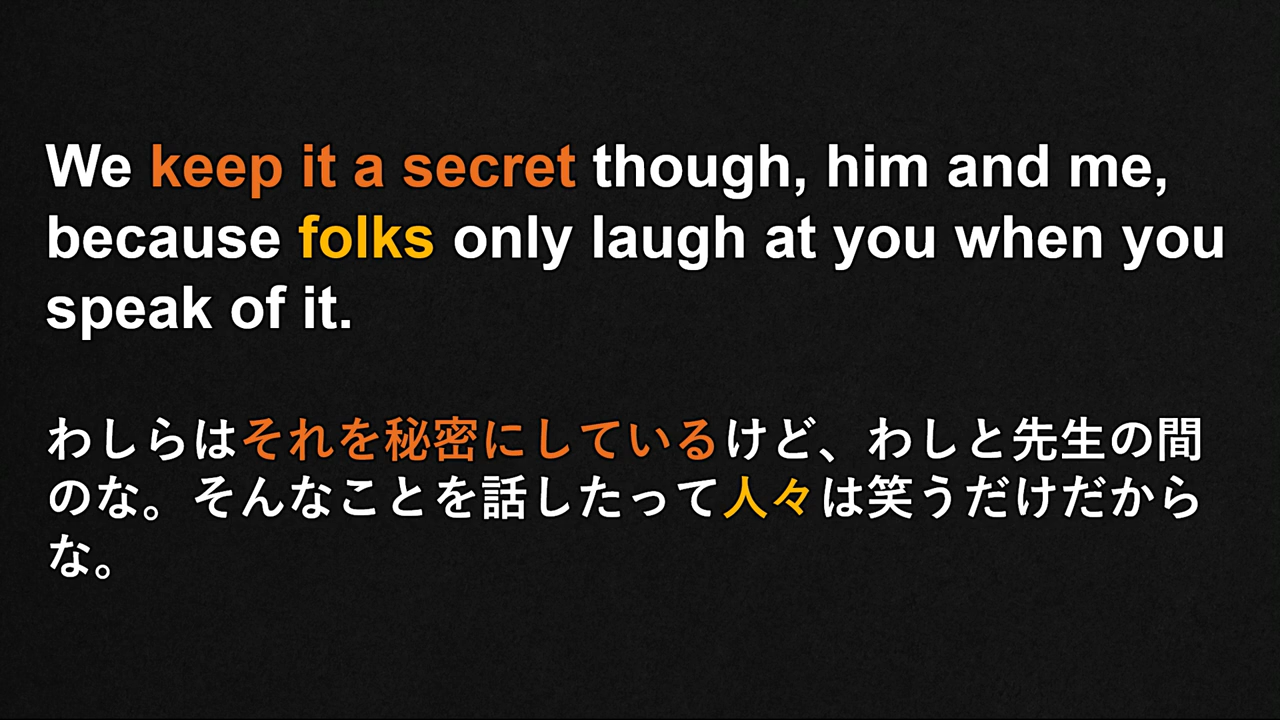 We keep it a secret though, him and me,
because folks only laugh at you when you
speak of it.
わしらはそれを秘密にしているけど、わしと先生の間
のな。そんなことを話したって人々は笑うだけだから
な。